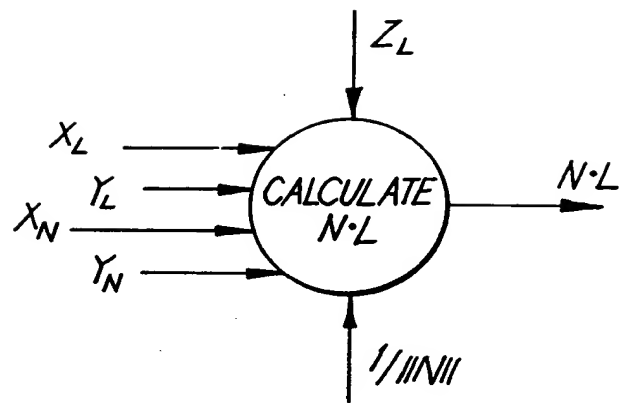 Z_L
X_L
Y_L
X_N
Y_N
CALCULATE
N·L
N·L
1/||N||